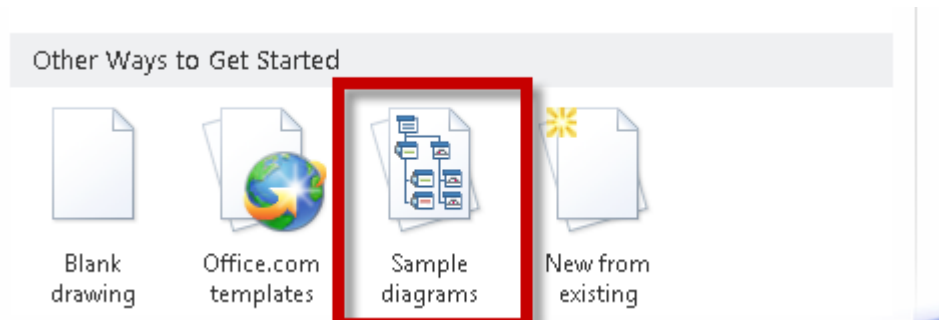 Other Ways to Get Started
Blank drawing
Office.com templates
Sample diagrams
New from existing